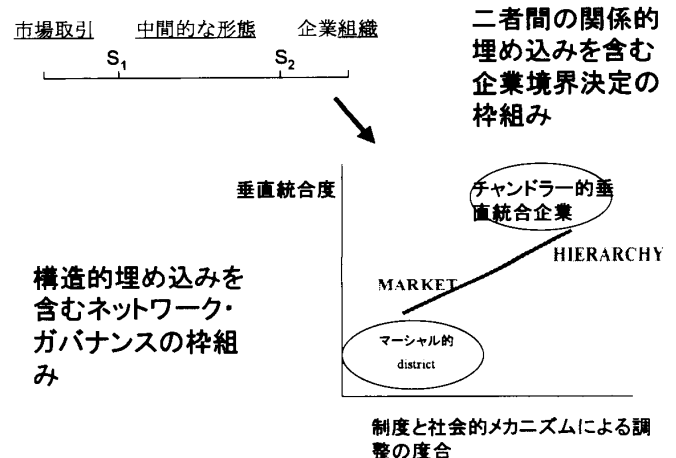 市場取引 中間的な形態 企業組織
S1 S2
二者間の関係的
埋め込みを含む
企業境界決定の
枠組み
垂直統合度
チャンドラー的垂
直統合企業
HIERARCHY
MARKET
構造的埋め込みを
含むネットワーク・
ガバナンスの枠組
み
マーシャル的
district
制度と社会的メカニズムによる調
整の度合